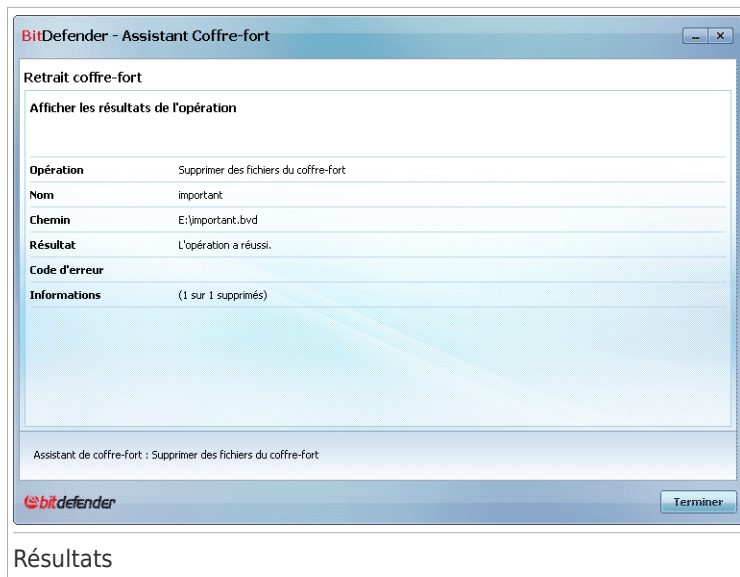 BitDefender - Assistant Coffre-fort
Retrait coffre-fort
Afficher les résultats de l'opération
Opération Supprimer des fichiers du coffre-fort
Nom important
Chemin E:\important.bvd
Résultat L'opération a réussi.
Code d'erreur
Informations (1 sur 1 supprimés)
Assistant de coffre-fort : Supprimer des fichiers du coffre-fort
bitdefender Terminer
Résultats